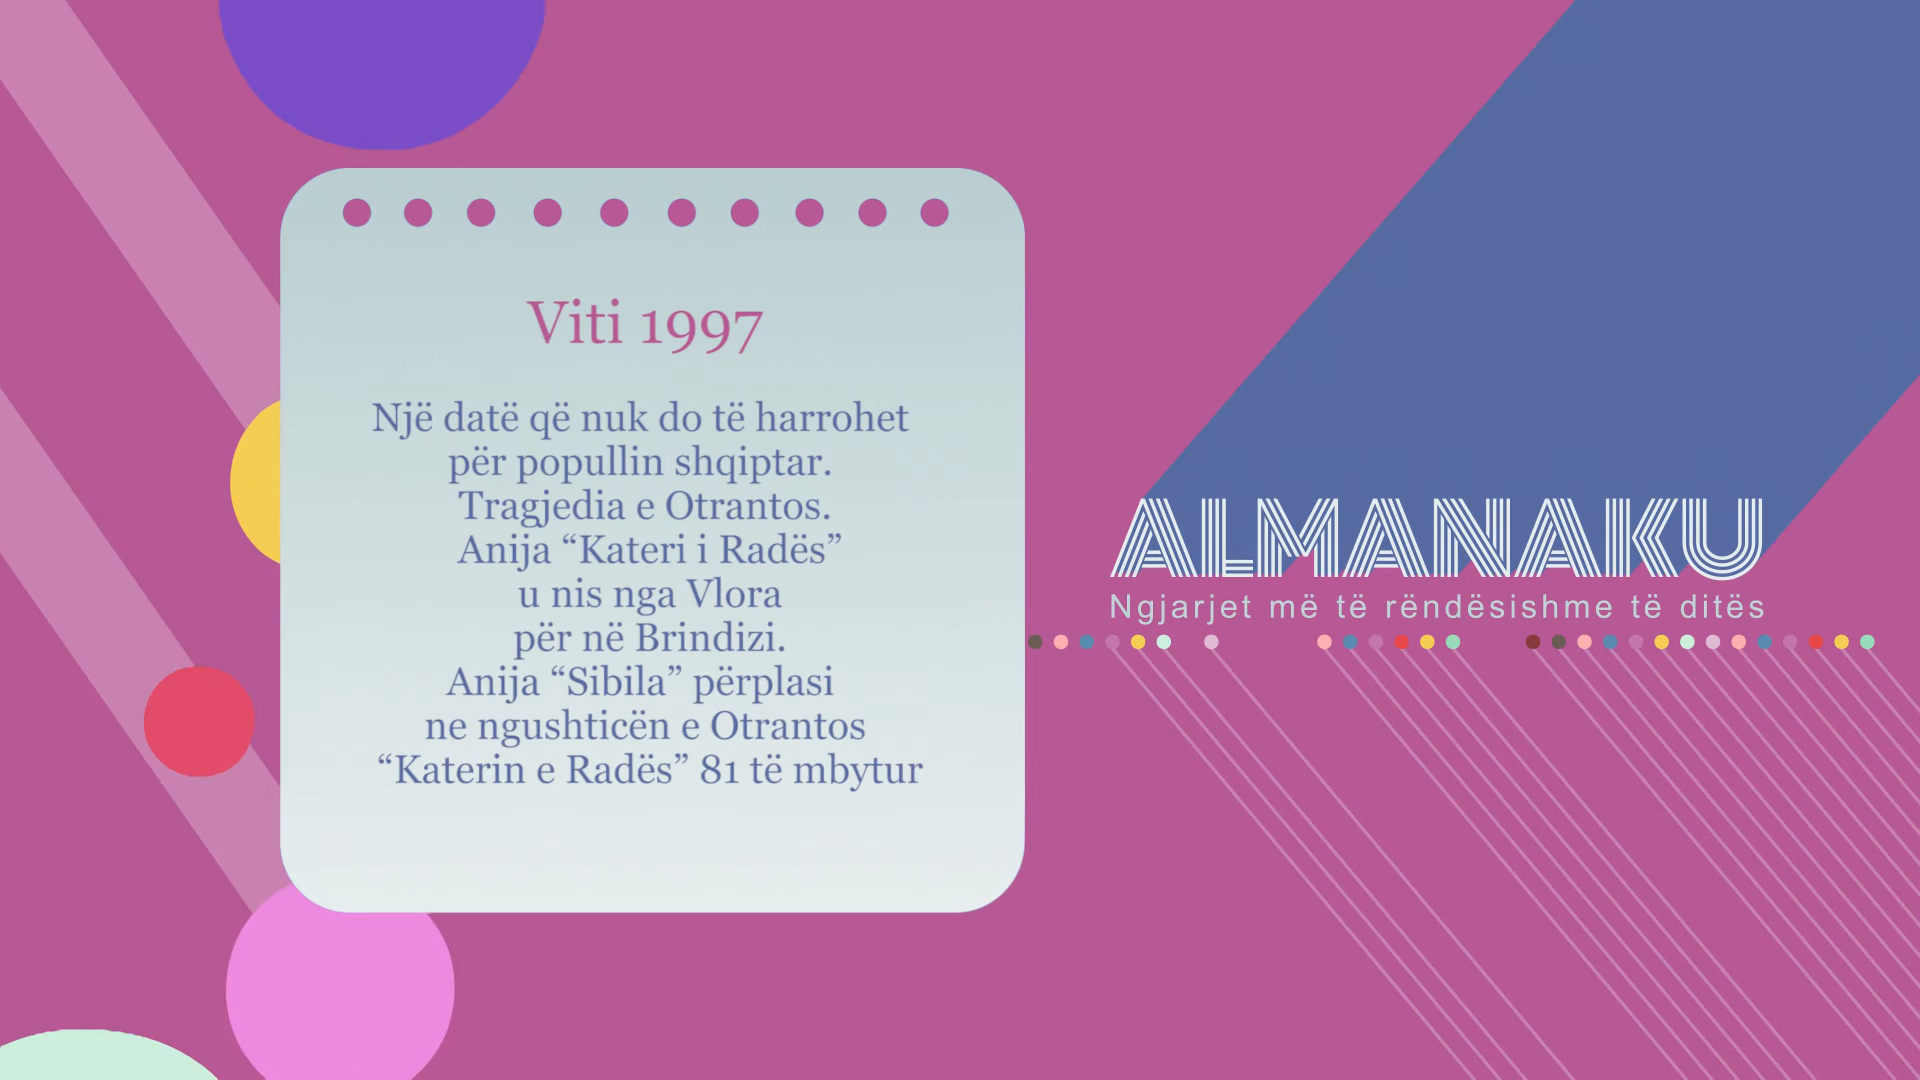 Viti 1997
Një datë që nuk do të harrohet
për popullin shqiptar.
Tragjedia e Otrantos.
Anija “Kateri i Radës”
u nis nga Vlora
për në Brindizi.
Anija “Sibila” përplasi
ne ngushticën e Otrantos
“Katerin e Radës” 81 të mbytur
ALMANAKU
Ngjarjet më të rëndësishme të ditës